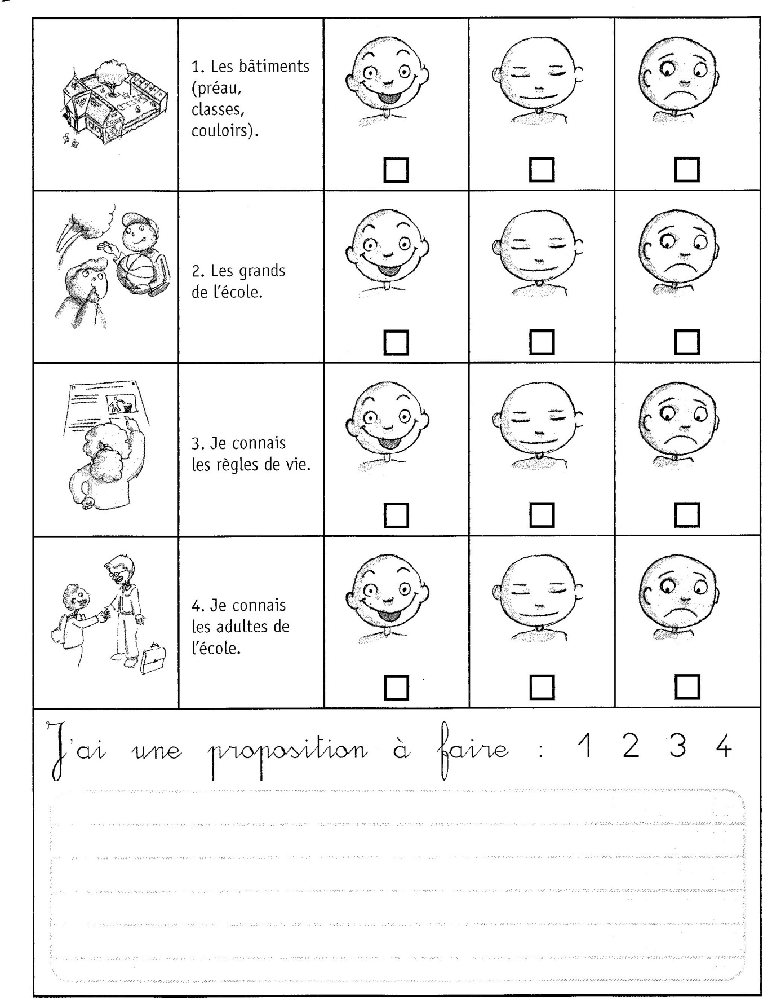 1. Les bâtiments
(préau,
classes,
couloirs).
ECOLE
2. Les grands
de l'école.
3. Je connais
les règles de vie.
4. Je connais
les adultes de
l'école.
J'ai une proposition à faire : 1 2 3 4